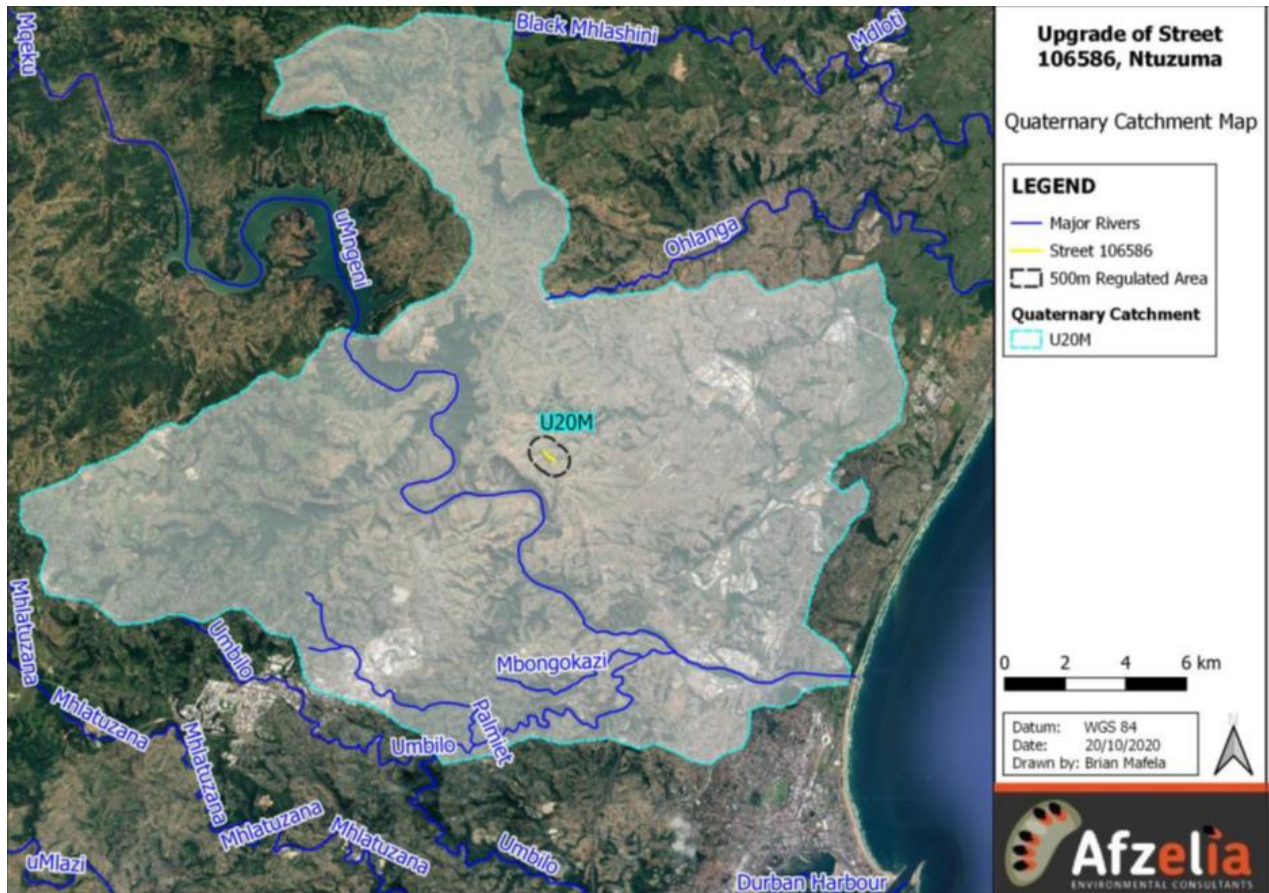 Mqeku
Black Mhlashini
Mdloti
uMngeni
Ohlanga
U20M
Mhlatuzana
Umbilo
Mbongokazi
Mhlatuzana
Mhlatuzana
Palmiet
Umbilo
Mhlatuzana
Mhlatuzana
Umbilo
uMlazi
Durban Harbour
Upgrade of Street
106586, Ntuzuma
Quaternary Catchment Map
LEGEND
Major Rivers
Street 106586
500m Regulated Area
Quaternary Catchment
U20M
0 2 4 6 km
Datum: WGS 84
Date: 20/10/2020
Drawn by: Brian Mafela
N
Afzelia
ENVIRONMENTAL CONSULTANTS